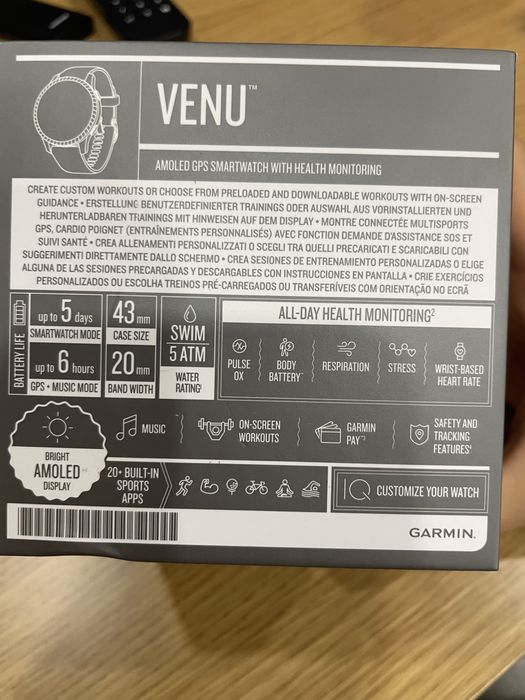 VENU™
AMOLED GPS SMARTWATCH WITH HEALTH MONITORING
CREATE CUSTOM WORKOUTS OR CHOOSE FROM PRELOADED AND DOWNLOADABLE WORKOUTS WITH ON-SCREEN
GUIDANCE • ERSTELLUNG BENUTZERDEFINIERTER TRAININGS ODER AUSWAHL AUS VORINSTALLIERTEN UND
HERUNTERLADBAREN TRAININGS MIT HINWEISEN AUF DEM DISPLAY • MONTRE CONNECTÉE MULTISPORTS
GPS, CARDIO POIGNET (ENTRAÎNEMENTS PERSONNALISÉS) AVEC FONCTION DEMANDE D'ASSISTANCE SOS ET
SUIVI SANTÉ • CREA ALLENAMENTI PERSONALIZZATI O SCEGLI TRA QUELLI PRECARICATI E SCARICABILI CON
SUGGERIMENTI DIRETTAMENTE DALLO SCHERMO • CREA SESIONES DE ENTRENAMIENTO PERSONALIZADAS O ELIGE
ALGUNA DE LAS SESIONES PRECARGADAS Y DESCARGABLES CON INSTRUCCIONES EN PANTALLA • CRIE EXERCÍCIOS
PERSONALIZADOS OU ESCOLHA TREINOS PRÉ-CARREGADOS OU TRANSFERÍVEIS COM ORIENTAÇÃO NO ECRÃ
BATTERY LIFE
up to 5 days
SMARTWATCH MODE
up to 6 hours
GPS + MUSIC MODE
43 mm
CASE SIZE
20 mm
BAND WIDTH
SWIM
5 ATM
WATER
RATING¹
ALL-DAY HEALTH MONITORING²
PULSE
OX
BODY
BATTERY™
RESPIRATION
STRESS
WRIST-BASED
HEART RATE
MUSIC
ON-SCREEN
WORKOUTS
GARMIN
PAY™³
SAFETY AND
TRACKING
FEATURES⁴
BRIGHT
AMOLED
DISPLAY
20+ BUILT-IN
SPORTS
APPS
IQ CUSTOMIZE YOUR WATCH
GARMIN.